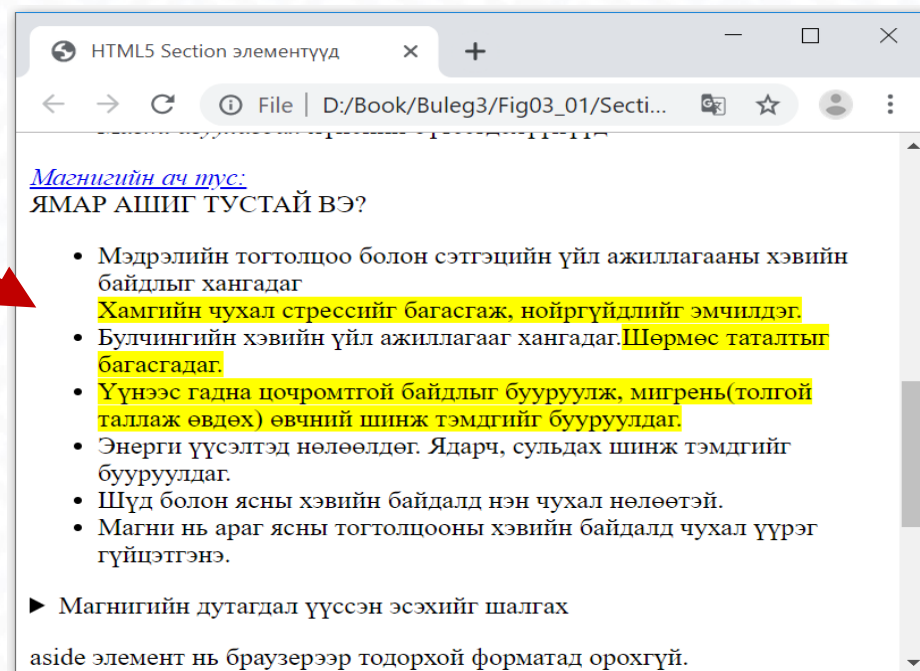 HTML5 Section элементүүд
File | D:/Book/Buleg3/Fig03_01/Secti...
Магнигийн ач тус:
ЯМАР АШИГ ТУСТАЙ ВЭ?
• Мэдрэлийн тогтолцоо болон сэтгэцийн үйл ажиллагааны хэвийн
байдлыг хангадаг
Хамгийн чухал стрессийг багасгаж, нойргүйдлийг эмчилдэг.
• Булчингийн хэвийн үйл ажиллагааг хангадаг.Шөрмөс таталтыг
багасгадаг.
• Үүнээс гадна цочромтгой байдлыг бууруулж, мигрень(толгой
таллаж өвдөх) өвчний шинж тэмдгийг бууруулдаг.
• Энерги үүсэлтэд нөлөөлдөг. Ядарч, сульдах шинж тэмдгийг
бууруулдаг.
• Шүд болон ясны хэвийн байдалд нэн чухал нөлөөтэй.
• Магни нь араг ясны тогтолцооны хэвийн байдалд чухал үүрэг
гүйцэтгэнэ.
▶ Магнигийн дутагдал үүссэн эсэхийг шалгах
aside элемент нь браузерээр тодорхой форматад орохгүй.